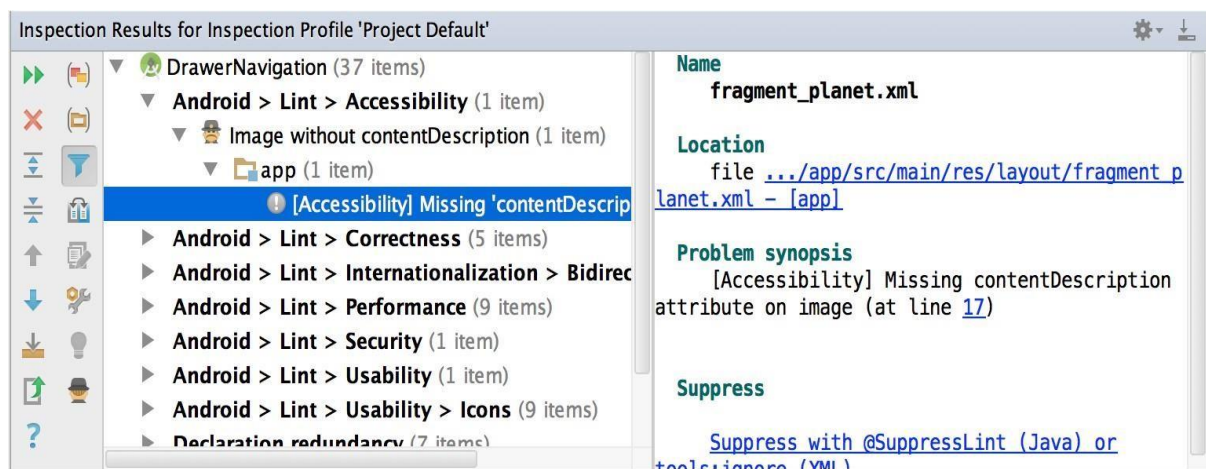 Inspection Results for Inspection Profile 'Project Default'
DrawerNavigation (37 items)
Android > Lint > Accessibility (1 item)
Image without contentDescription (1 item)
app (1 item)
[Accessibility] Missing 'contentDescrip
Android > Lint > Correctness (5 items)
Android > Lint > Internationalization > Bidirec
Android > Lint > Performance (9 items)
Android > Lint > Security (1 item)
Android > Lint > Usability (1 item)
Android > Lint > Usability > Icons (9 items)
Declaration redundancy (7 items)
Name
fragment_planet.xml
Location
file .../app/src/main/res/layout/fragment_p
lanet.xml – [app]
Problem synopsis
[Accessibility] Missing contentDescription
attribute on image (at line 17)
Suppress
Suppress with @SuppressLint (Java) or
tools:ignore (XML)